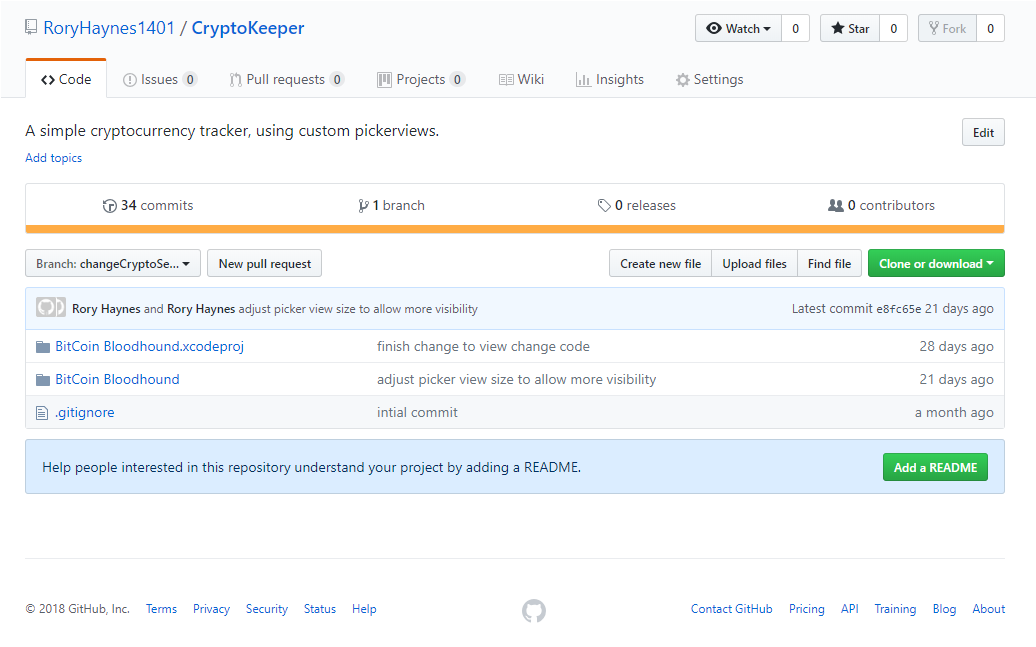 RoryHaynes1401 / CryptoKeeper Watch 0 Star 0 Fork 0
Code Issues 0 Pull requests 0 Projects 0 Wiki Insights Settings
A simple cryptocurrency tracker, using custom pickerviews. Edit
Add topics
34 commits 1 branch 0 releases 0 contributors
Branch: changeCryptoSe... New pull request Create new file Upload files Find file Clone or download
Rory Haynes and Rory Haynes adjust picker view size to allow more visibility Latest commit e8fc65e 21 days ago
BitCoin Bloodhound.xcodeproj finish change to view change code 28 days ago
BitCoin Bloodhound adjust picker view size to allow more visibility 21 days ago
.gitignore intial commit a month ago
Help people interested in this repository understand your project by adding a README. Add a README
© 2018 GitHub, Inc. Terms Privacy Security Status Help Contact GitHub Pricing API Training Blog About